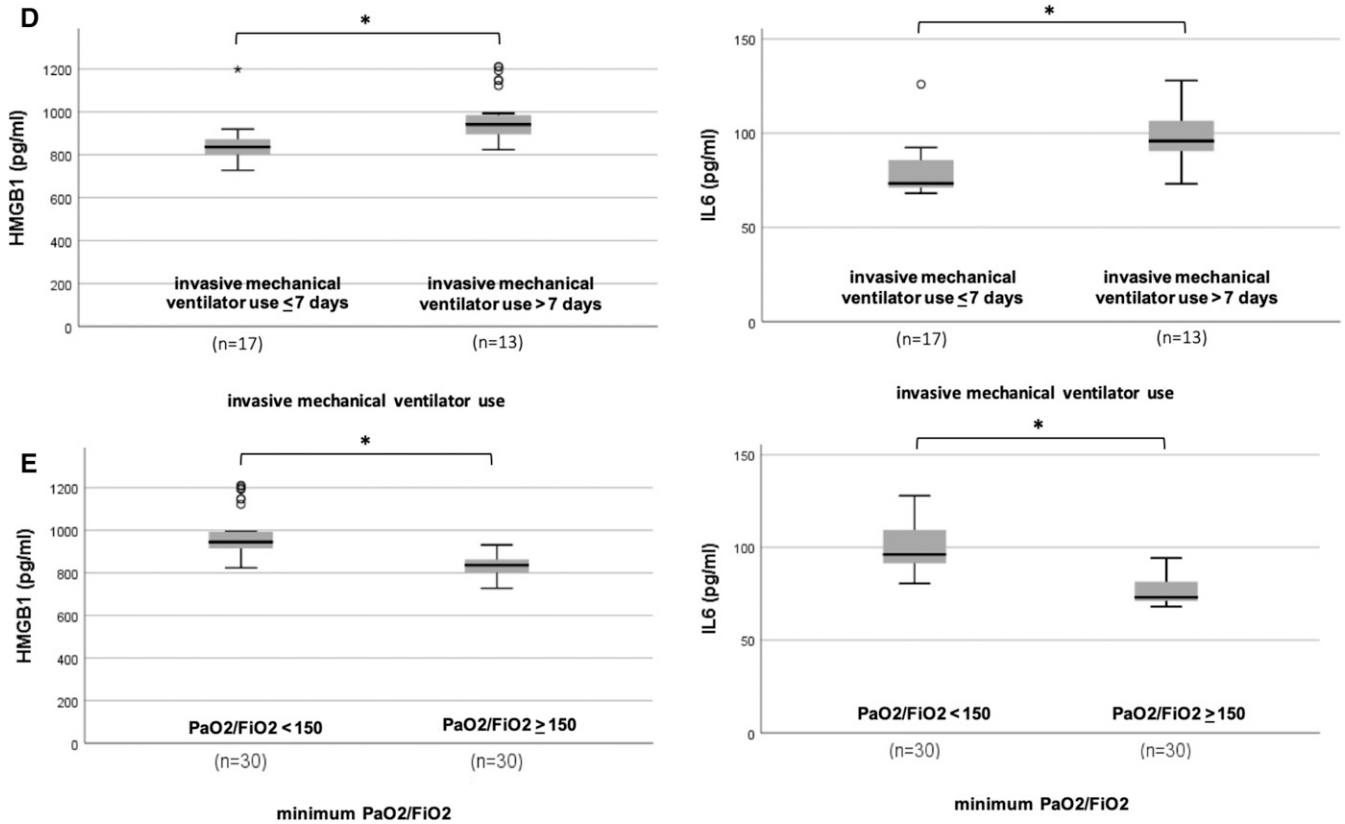 D
*
HMGB1 (pg/ml)
1200
1000
800
600
400
200
0
invasive mechanical
ventilator use ≤7 days
invasive mechanical
ventilator use > 7 days
(n=17)
(n=13)
invasive mechanical ventilator use
*
IL6 (pg/ml)
150
100
50
0
invasive mechanical
ventilator use ≤7 days
invasive mechanical
ventilator use > 7 days
(n=17)
(n=13)
invasive mechanical ventilator use
E
*
HMGB1 (pg/ml)
1200
1000
800
600
400
200
0
PaO2/FiO2 < 150
PaO2/FiO2 ≥ 150
(n=30)
(n=30)
minimum PaO2/FiO2
*
IL6 (pg/ml)
150
100
50
0
PaO2/FiO2 < 150
PaO2/FiO2 ≥ 150
(n=30)
(n=30)
minimum PaO2/FiO2